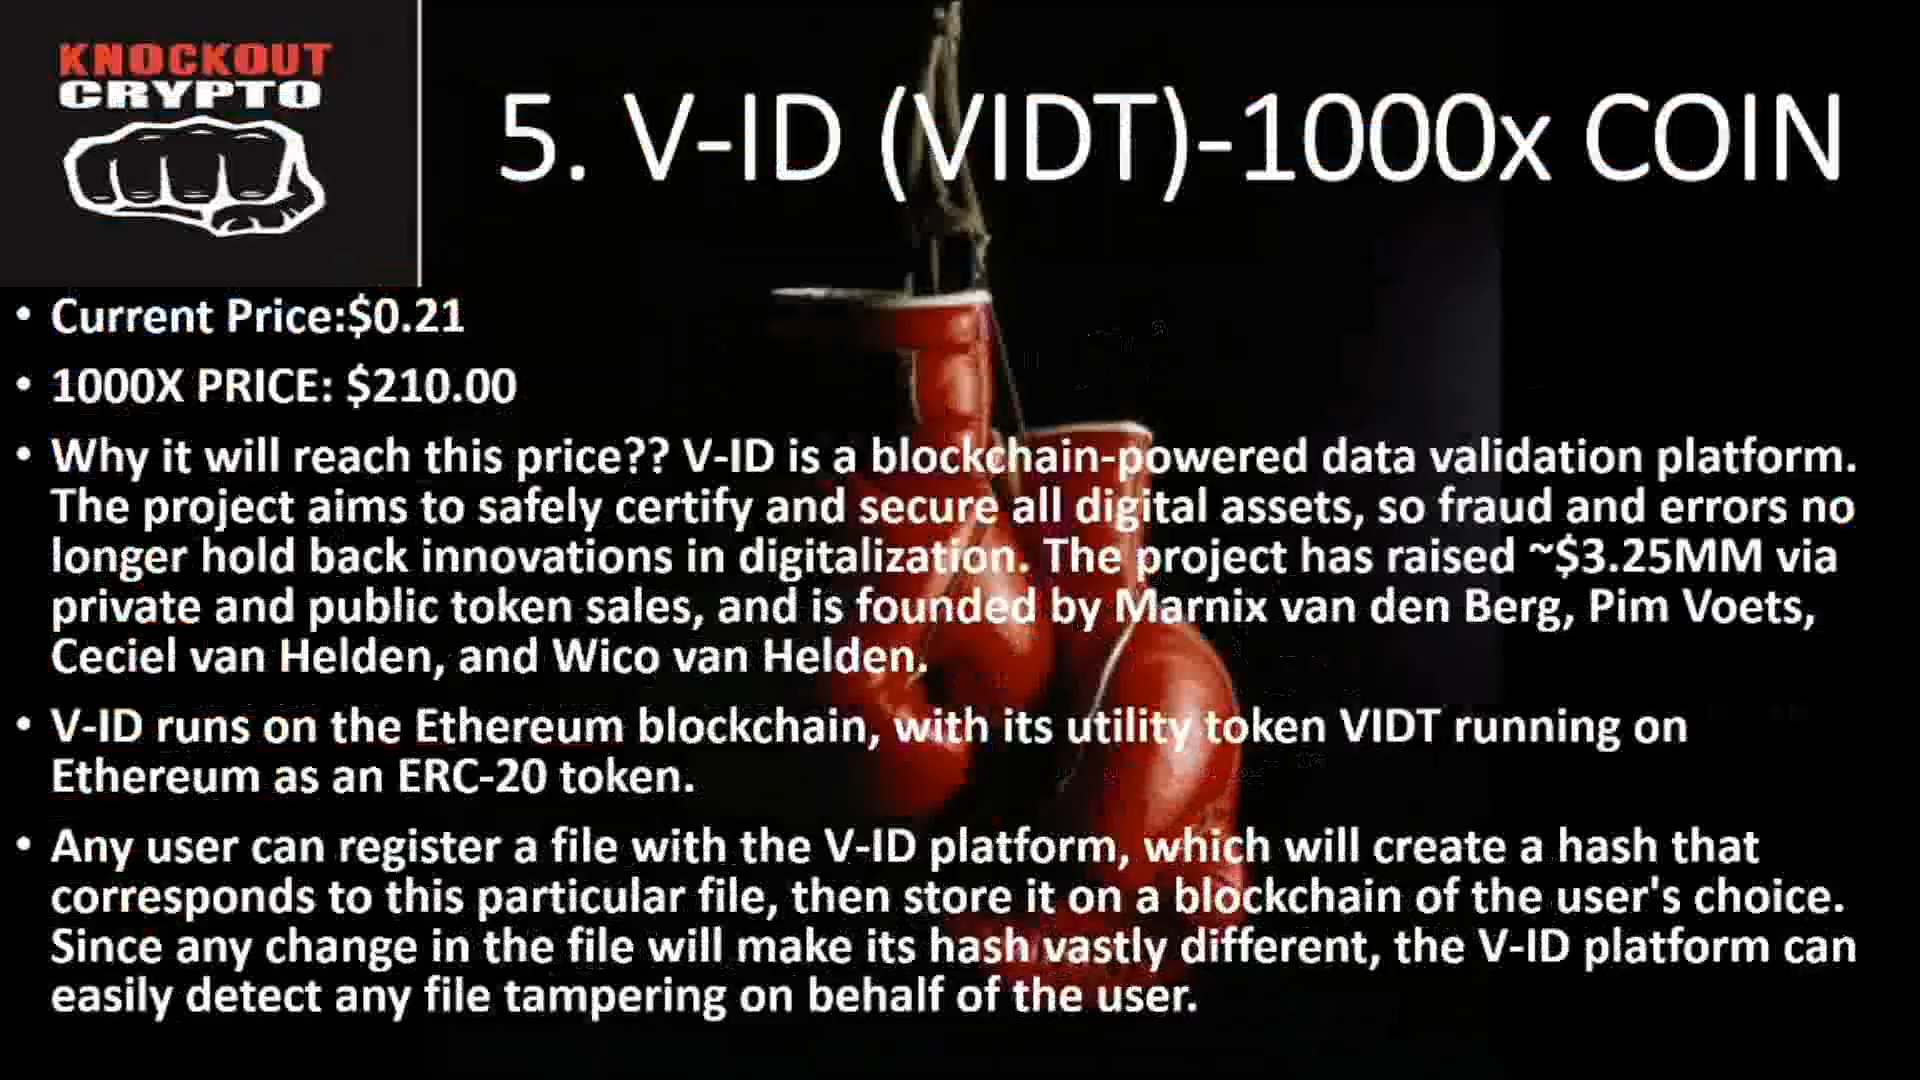 KNOCKOUT
CRYPTO
5. V-ID (VIDT)-1000x COIN
• Current Price:$0.21
• 1000X PRICE: $210.00
• Why it will reach this price?? V-ID is a blockchain-powered data validation platform.
The project aims to safely certify and secure all digital assets, so fraud and errors no
longer hold back innovations in digitalization. The project has raised ~$3.25MM via
private and public token sales, and is founded by Marnix van den Berg, Pim Voets,
Ceciel van Helden, and Wico van Helden.
• V-ID runs on the Ethereum blockchain, with its utility token VIDT running on
Ethereum as an ERC-20 token.
• Any user can register a file with the V-ID platform, which will create a hash that
corresponds to this particular file, then store it on a blockchain of the user's choice.
Since any change in the file will make its hash vastly different, the V-ID platform can
easily detect any file tampering on behalf of the user.